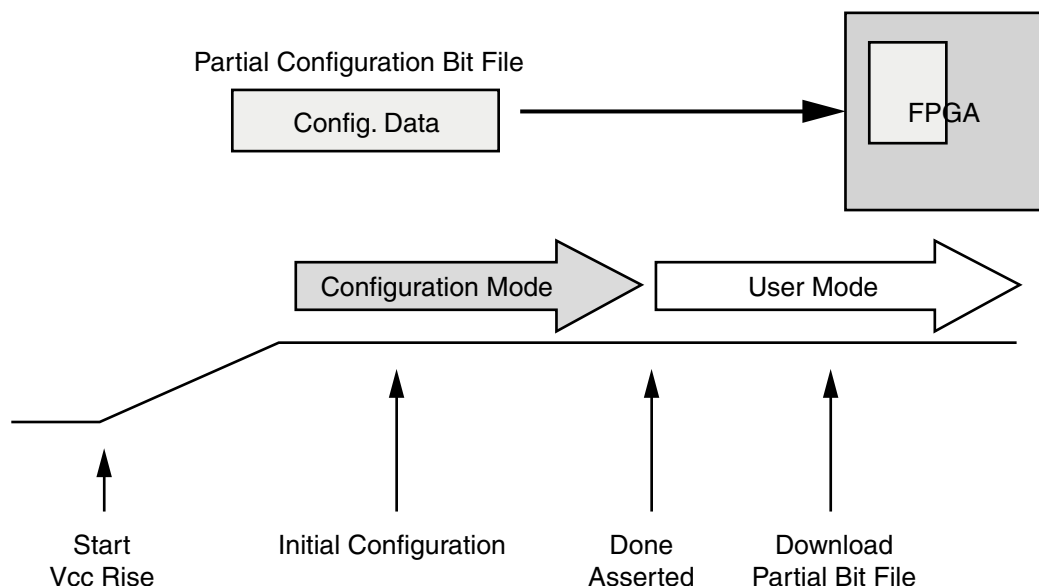 Partial Configuration Bit File
Config. Data
FPGA
Configuration Mode
User Mode
Start
Vcc Rise
Initial Configuration
Done
Asserted
Download
Partial Bit File